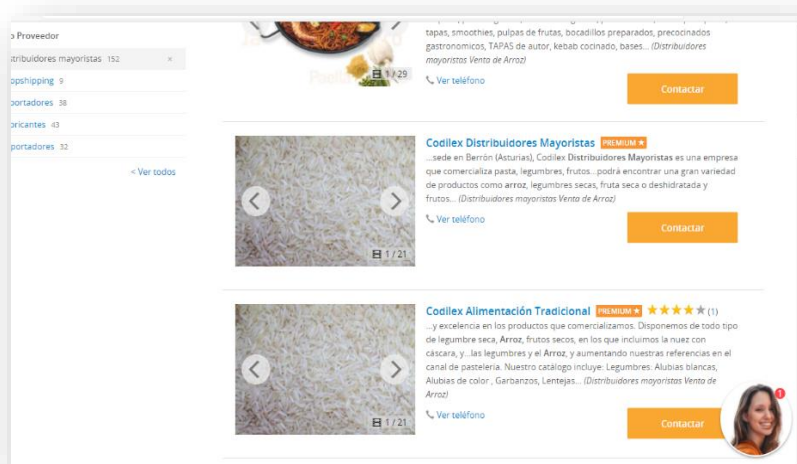 o Proveedor
stribuidores mayoristas 152 ×
opshipping 9
portadores 38
bricantes 43
portadores 32
< Ver todos
tapas, smoothies, pulpas de frutas, bocadillos preparados, precocinados
gastronomicos, TAPAS de autor, kebab cocinado, bases... (Distribuidores
mayoristas Venta de Arroz)
1 / 29
Ver teléfono
Contactar
Codilex Distribuidores Mayoristas PREMIUM ★
...sede en Berrón (Asturias), Codilex Distribuidores Mayoristas es una empresa
que comercializa pasta, legumbres, frutos...podrá encontrar una gran variedad
de productos como arroz, legumbres secas, fruta seca o deshidratada y
frutos... (Distribuidores mayoristas Venta de Arroz)
Ver teléfono
Contactar
1 / 21
Codilex Alimentación Tradicional PREMIUM ★ ★★★★★ (1)
...y excelencia en los productos que comercializamos. Disponemos de todo tipo
de legumbre seca, Arroz, frutos secos, en los que incluimos la nuez con
cáscara, y...las legumbres y el Arroz, y aumentando nuestras referencias en el
canal de pastelería. Nuestro catálogo incluye: Legumbres: Alubias blancas,
Alubias de color , Garbanzos, Lentejas... (Distribuidores mayoristas Venta de
Arroz)
1 / 21
Ver teléfono
Contactar
1